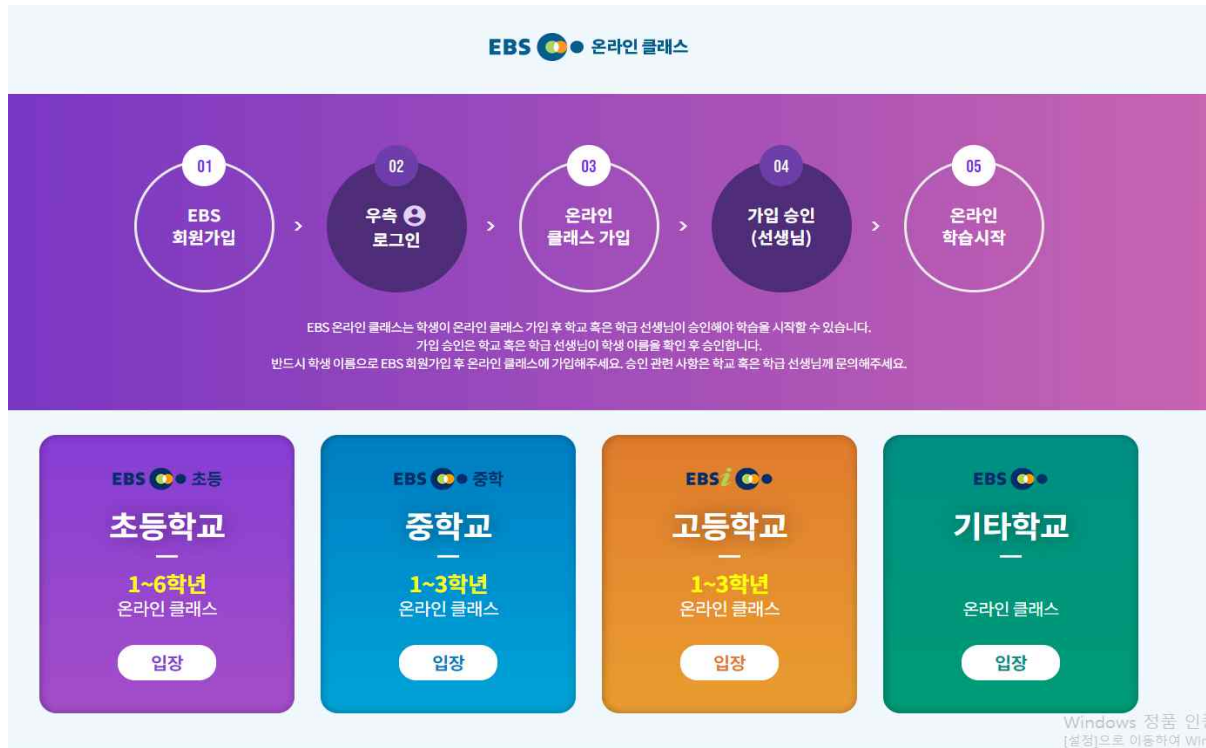 EBS 온라인 클래스
01
EBS
회원가입
>
02
우측
로그인
>
03
온라인
클래스 가입
>
04
가입 승인
(선생님)
>
05
온라인
학습시작
EBS 온라인 클래스는 학생이 온라인 클래스 가입 후 학교 혹은 학급 선생님이 승인해야 학습을 시작할 수 있습니다.
가입 승인은 학교 혹은 학급 선생님이 학생 이름을 확인 후 승인합니다.
반드시 학생 이름으로 EBS 회원가입 후 온라인 클래스에 가입해주세요. 승인 관련 사항은 학교 혹은 학급 선생님께 문의해주세요.
EBS 초등
초등학교
1~6학년
온라인 클래스
입장
EBS 중학
중학교
1~3학년
온라인 클래스
입장
EBSi
고등학교
1~3학년
온라인 클래스
입장
EBS
기타학교
온라인 클래스
입장
Windows 정품
[설정]으로 이동하여